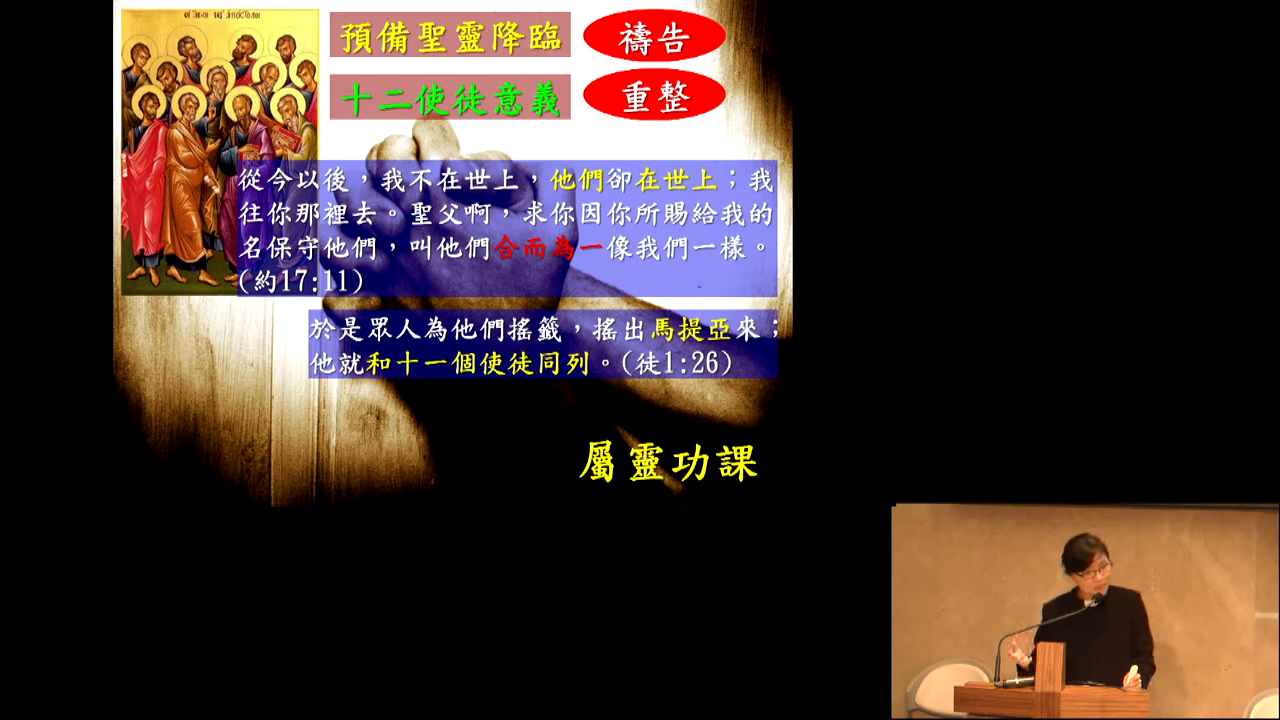 預備聖靈降臨
禱告
十二使徒意義
重整
從今以後，我不在世上，他們卻在世上；我
往你那裡去。聖父啊，求你因你所賜給我的
名保守他們，叫他們合而為一像我們一樣。
(約17:11)
於是眾人為他們搖籤，搖出馬提亞來；
他就和十一個使徒同列。(徒1:26)
屬靈功課